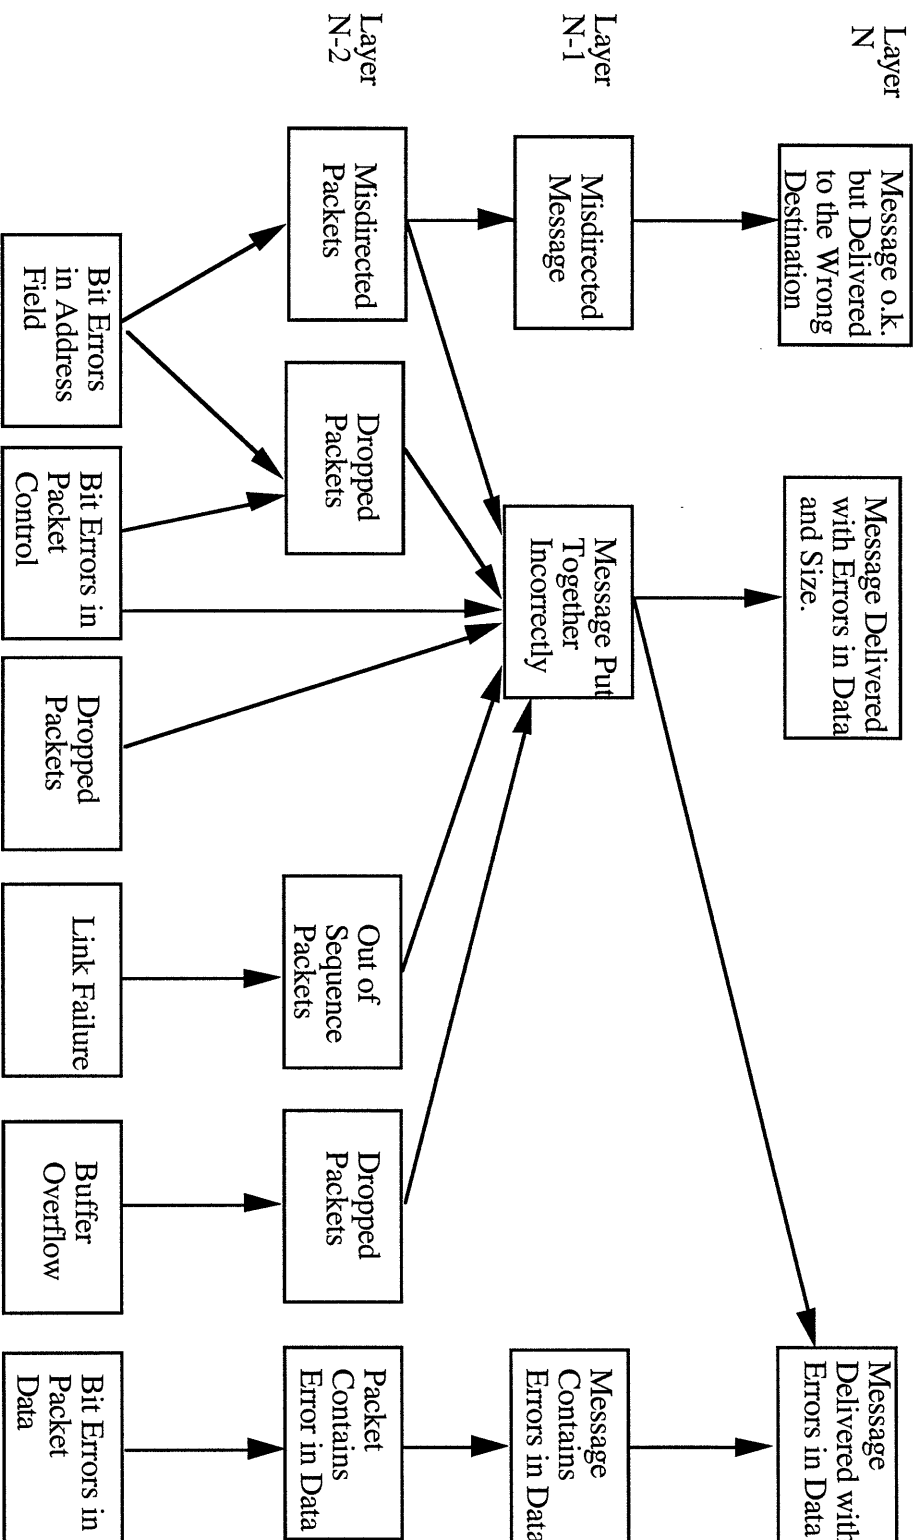 Layer
N
Message o.k.
but Delivered
to the Wrong
Destination
Message Delivered
with Errors in Data
and Size.
Message
Delivered with
Errors in Data
Layer
N-1
Misdirected
Message
Message Put
Together
Incorrectly
Message
Contains
Errors in Data
Layer
N-2
Misdirected
Packets
Dropped
Packets
Out of
Sequence
Packets
Dropped
Packets
Packet
Contains
Error in Data
Bit Errors
in Address
Field
Bit Errors in
Packet
Control
Dropped
Packets
Link Failure
Buffer
Overflow
Bit Errors in
Packet
Data